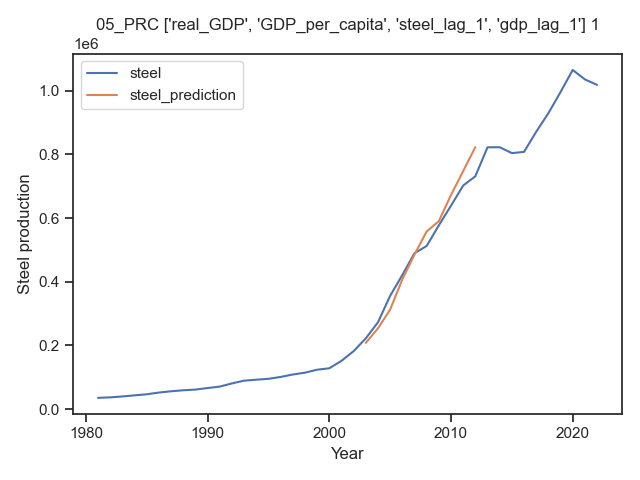 05_PRC ['real_GDP', 'GDP_per_capita', 'steel_lag_1', 'gdp_lag_1'] 1
1e6
steel
steel_prediction
1.0
0.8
0.6
0.4
0.2
0.0
Steel production
1980
1990
2000
2010
2020
Year